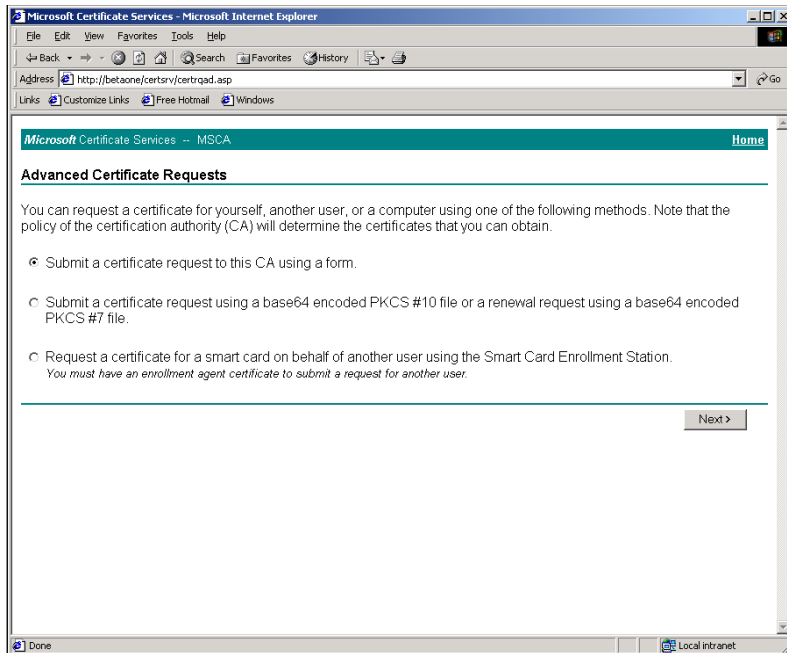 Microsoft Certificate Services - Microsoft Internet Explorer
File Edit View Favorites Tools Help
Back Search Favorites History
Address http://betaone/certsrv/certrqad.asp Go
Links Customize Links Free Hotmail Windows
Microsoft Certificate Services -- MSCA Home
Advanced Certificate Requests
You can request a certificate for yourself, another user, or a computer using one of the following methods. Note that the
policy of the certification authority (CA) will determine the certificates that you can obtain.
Submit a certificate request to this CA using a form.
Submit a certificate request using a base64 encoded PKCS #10 file or a renewal request using a base64 encoded
PKCS #7 file.
Request a certificate for a smart card on behalf of another user using the Smart Card Enrollment Station.
You must have an enrollment agent certificate to submit a request for another user.
Next >
Done Local intranet